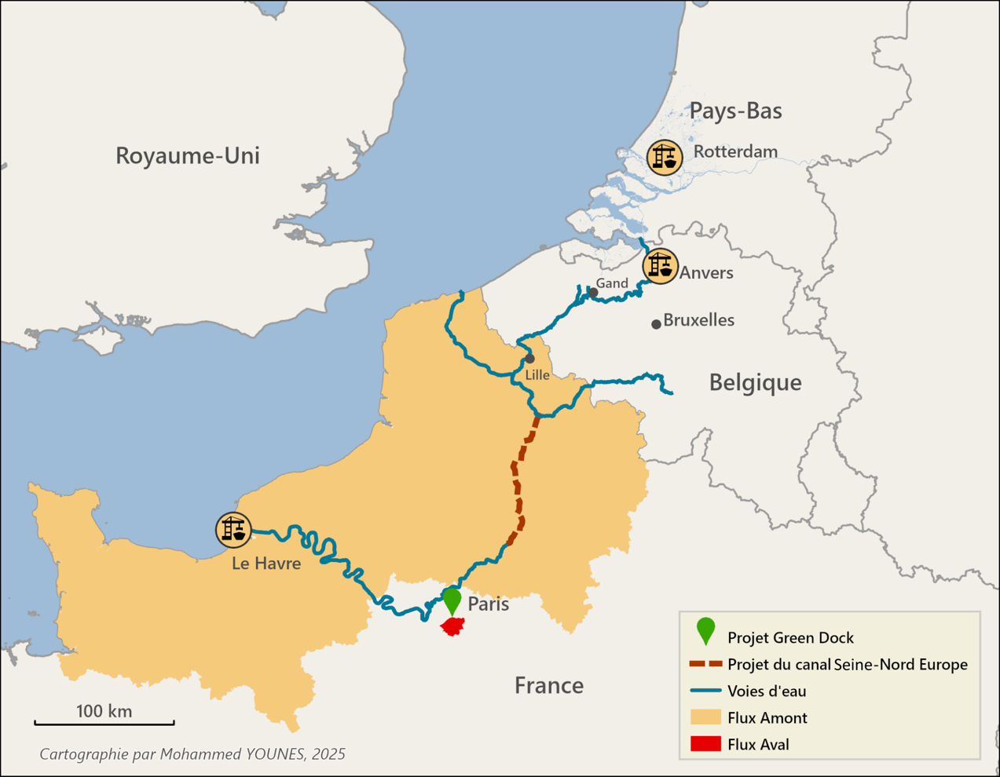 Pays-Bas
Royaume-Uni
Rotterdam
Anvers
Gand
Bruxelles
Lille
Belgique
Le Havre
Paris
France
Projet Green Dock
Projet du canal Seine-Nord Europe
Voies d'eau
Flux Amont
Flux Aval
100 km
Cartographie par Mohammed YOUNES, 2025